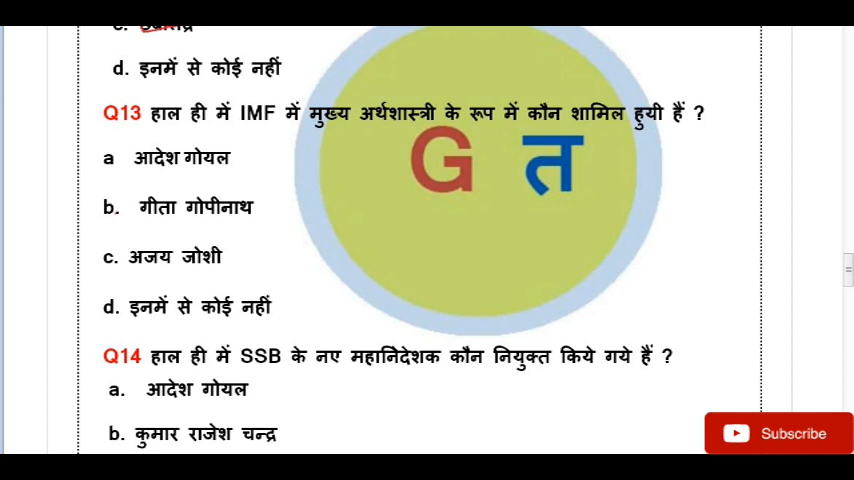 d. इनमें से कोई नहीं
Q13 हाल ही में IMF में मुख्य अर्थशास्त्री के रूप में कौन शामिल हुयी हैं ?
a आदेश गोयल
G त
b. गीता गोपीनाथ
c. अजय जोशी
d. इनमें से कोई नहीं
Q14 हाल ही में SSB के नए महानिदेशक कौन नियुक्त किये गये हैं ?
a. आदेश गोयल
b. कुमार राजेश चन्द्र
Subscribe